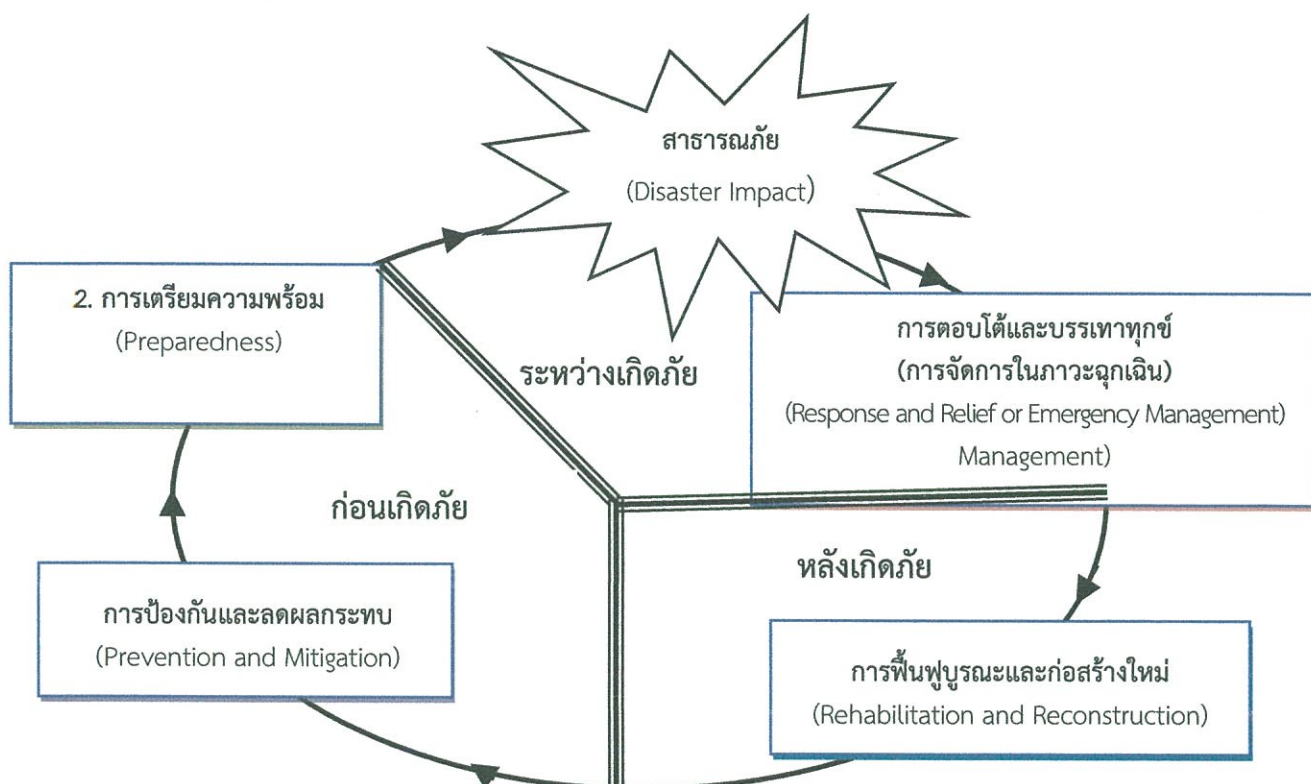 สาธารณภัย
(Disaster Impact)
2. การเตรียมความพร้อม
(Preparedness)
การตอบโต้และบรรเทาทุกข์
(การจัดการในภาวะฉุกเฉิน)
(Response and Relief or Emergency Management)
Management)
ระหว่างเกิดภัย
ก่อนเกิดภัย
หลังเกิดภัย
การป้องกันและลดผลกระทบ
(Prevention and Mitigation)
การฟื้นฟูบูรณะและก่อสร้างใหม่
(Rehabilitation and Reconstruction)